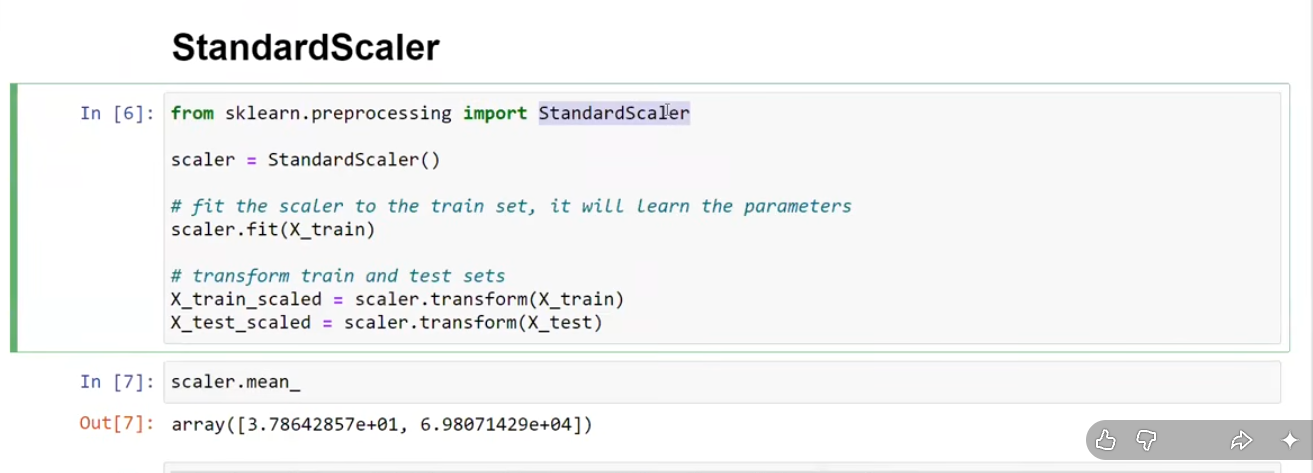 StandardScaler
In [6]: from sklearn.preprocessing import StandardScaler
scaler = StandardScaler()
# fit the scaler to the train set, it will learn the parameters
scaler.fit(X_train)
# transform train and test sets
X_train_scaled = scaler.transform(X_train)
X_test_scaled = scaler.transform(X_test)
In [7]: scaler.mean_
Out[7]: array([3.78642857e+01, 6.98071429e+04])